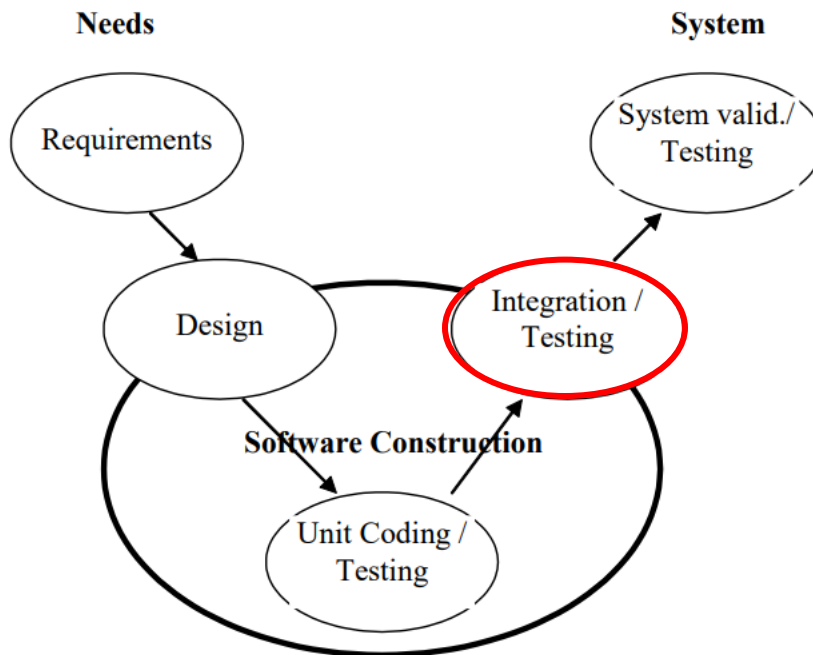 Needs
System
Requirements
System valid./
Testing
Design
Integration /
Testing
Software Construction
Unit Coding /
Testing